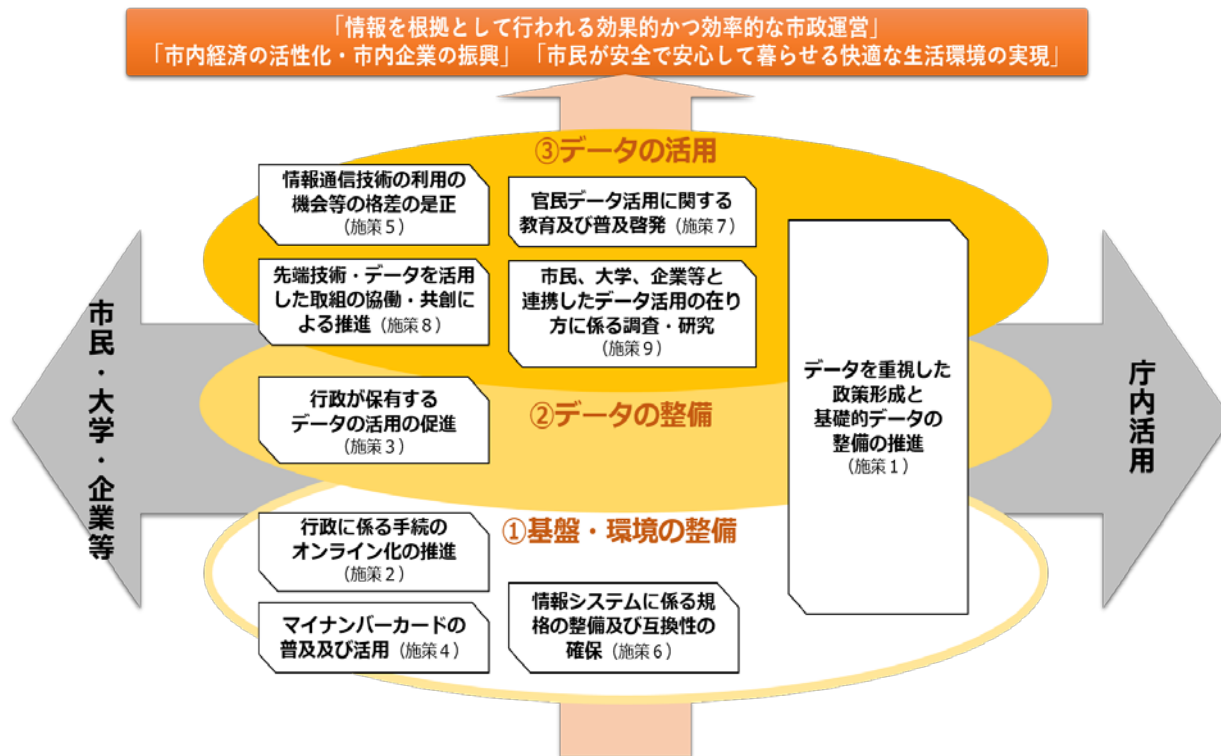 「情報を根拠として行われる効果的かつ効率的な市政運営」
「市内経済の活性化・市内企業の振興」「市民が安全で安心して暮らせる快適な生活環境の実現」
③データの活用
情報通信技術の利用の
機会等の格差の是正
（施策５）
官民データ活用に関する
教育及び普及啓発（施策７）
先端技術・データを活用
した取組の協働・共創に
よる推進（施策８）
市民、大学、企業等と
連携したデータ活用の在り
方に係る調査・研究
（施策９）
データを重視した
政策形成と
基礎的データの
整備の推進
（施策１）
市民・大学・企業等
庁内活用
行政が保有する
データの活用の促進
（施策３）
②データの整備
①基盤・環境の整備
行政に係る手続の
オンライン化の推進
（施策２）
マイナンバーカードの
普及及び活用（施策４）
情報システムに係る規
格の整備及び互換性の
確保（施策６）